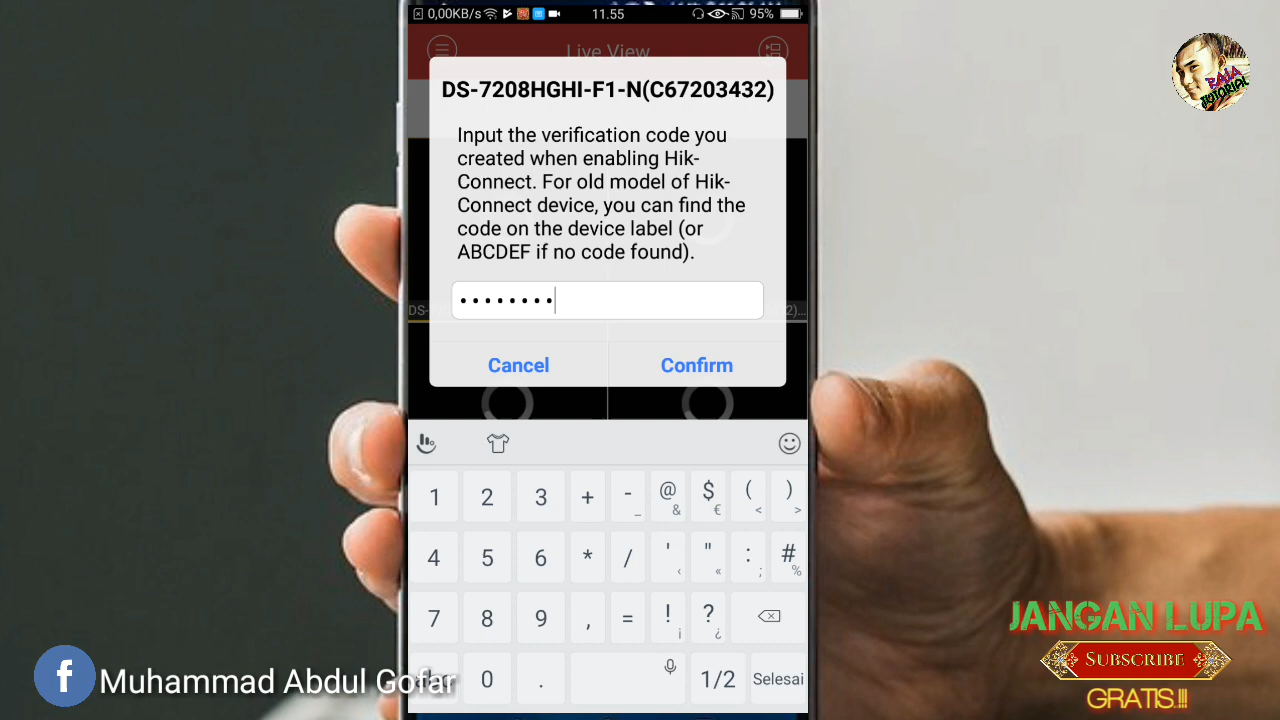 0,00KB/s 11.55 95%
Live View
DS-7208HGHI-F1-N(C67203432)
Input the verification code you
created when enabling Hik-
Connect. For old model of Hik-
Connect device, you can find the
code on the device label (or
ABCDEF if no code found).
••••••••
Cancel Confirm
1 2 3 + - _ @ & $ € ( < ) >
4 5 6 * / ' ‹ " « : ; # %
7 8 9 , = ! ¡ ? ¿
abc 0 . 1/2 Selesai
BAJA
TUTORIAL
f Muhammad Abdul Gofar
JANGAN LUPA
SUBSCRIBE
GRATIS.!!!